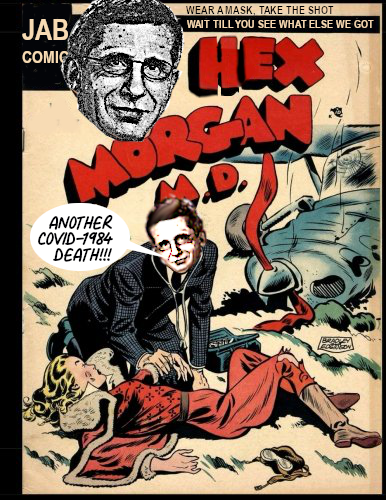 WEAR A MASK, TAKE THE SHOT
WAIT TILL YOU SEE WHAT ELSE WE GOT
JAB
COMIC
HEX
MORGAN
M.D.
ANOTHER
COVID-1984
DEATH!!!
BRADLEY